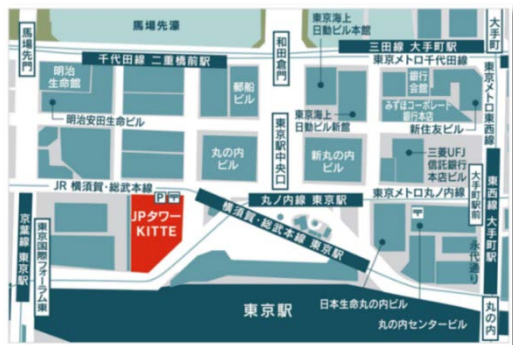 馬場先濠
馬場先門
和田倉門
大手町
東京海上
日動ビル本館
千代田線 二重橋前駅
三田線 大手町駅
東京メトロ千代田線
明治
生命館
郵船
ビル
銀行
会館
みずほコーポレート
銀行本店
東京メトロ東西線
明治安田生命ビル
東京海上
日動ビル新館
新住友ビル
東京駅中央口
丸の内
ビル
新丸の内
ビル
三菱UFJ
信託銀行
本店ビル
東西線 大手町駅
JR 横須賀・総武本線
丸ノ内線 東京駅
東京メトロ丸ノ内線
大手町駅前
P
JPタワー
KITTE
横須賀・総武本線 東京駅
京葉線 東京駅
東京国際フォーラム東
永代通り
東京駅
日本生命丸の内ビル
丸の内センタービル
丸の内